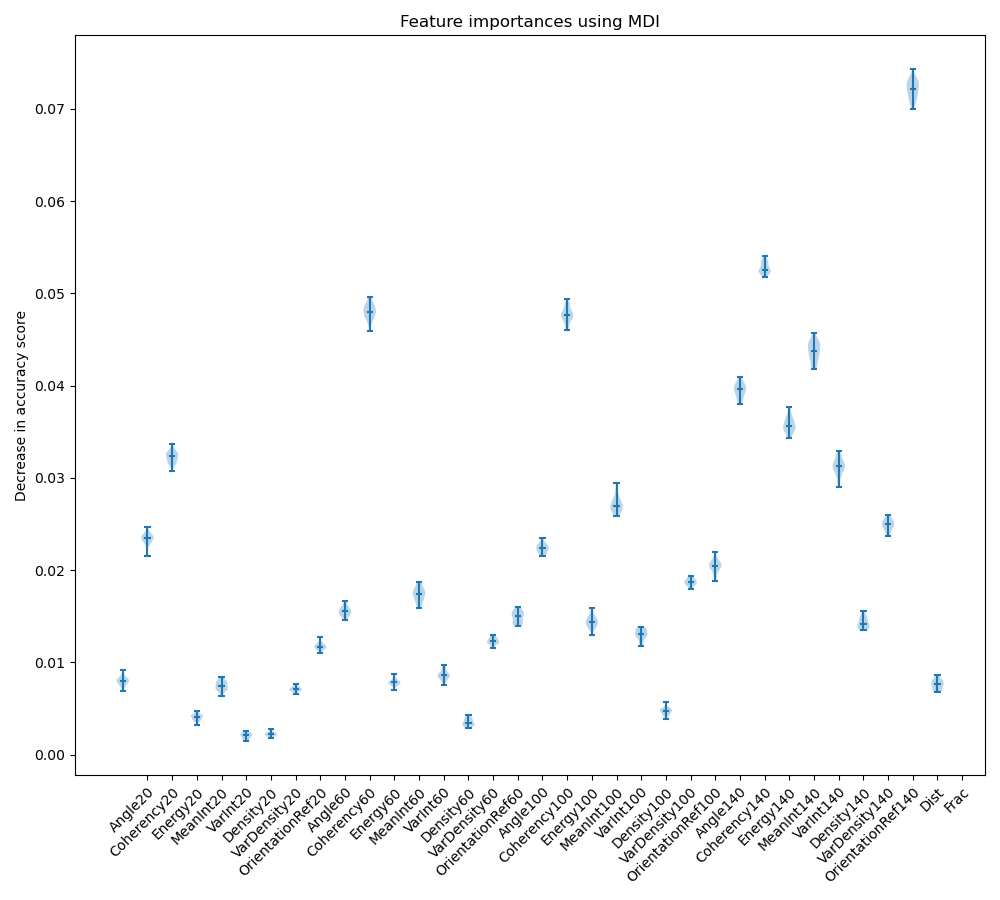 Feature importances using MDI
Decrease in accuracy score
0.07
0.06
0.05
0.04
0.03
0.02
0.01
0.00
Angle20
Coherency20
Energy20
MeanInt20
VarInt20
Density20
VarDensity20
OrientationRef20
Angle60
Coherency60
Energy60
MeanInt60
VarInt60
Density60
VarDensity60
OrientationRef60
Angle100
Coherency100
Energy100
MeanInt100
VarInt100
Density100
VarDensity100
OrientationRef100
Angle140
Coherency140
Energy140
MeanInt140
VarInt140
Density140
VarDensity140
OrientationRef140
Dist
Frac